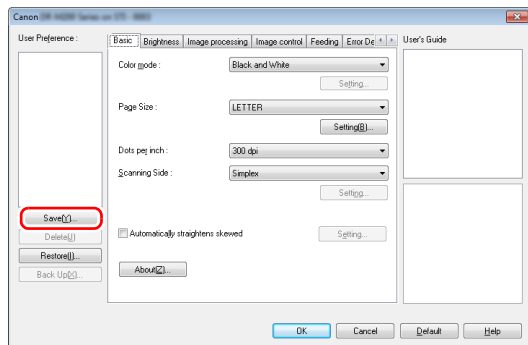 Canon
User Preference :
Save(Y)...
Delete(J)
Restore(I)...
Back Up(X)...
Basic Brightness Image processing Image control Feeding Error De
Color mode : Black and White
Setting...
Page Size : LETTER
Setting(B)...
Dots per inch : 300 dpi
Scanning Side : Simplex
Setting...
Automatically straightens skewed Setting...
About(Z)...
User's Guide
OK Cancel Default Help